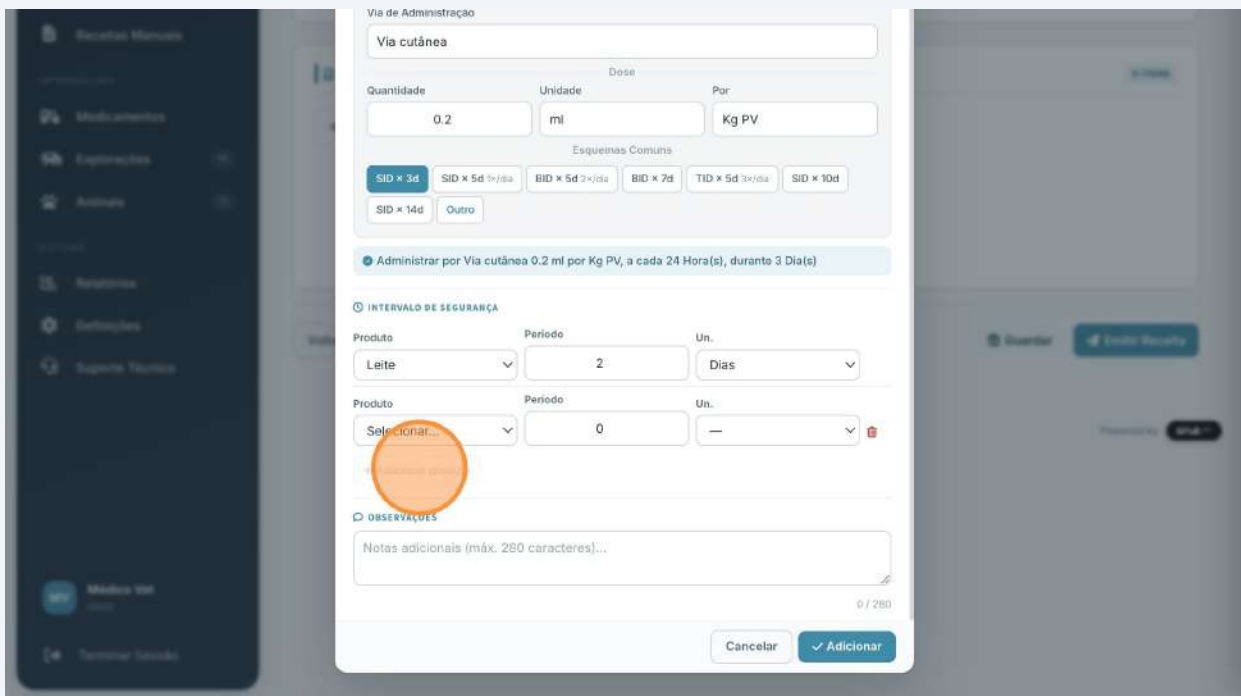 Via de Administração
Receitas Manuais
Via cutânea
Dose
Quantidade Unidade Por
0.2 ml Kg PV
Medicamentos
Esquemas Comuns
Explorações
SID × 3d SID × 5d 1×/dia BID × 5d 2×/dia BID × 7d TID × 5d 3×/dia SID × 10d
Animais
SID × 14d Outro
Administrar por Via cutânea 0.2 ml por Kg PV, a cada 24 Hora(s), durante 3 Dia(s)
Relatórios
INTERVALO DE SEGURANÇA
Definições
Produto Período Un.
Guardar Emitir Receita
Leite 2 Dias
Suporte Técnico
Produto Período Un.
Selecionar... 0 —
OBSERVAÇÕES
Notas adicionais (máx. 280 caracteres)...
Médico Vet
MV
0 / 280
Cancelar Adicionar
Terminar Sessão